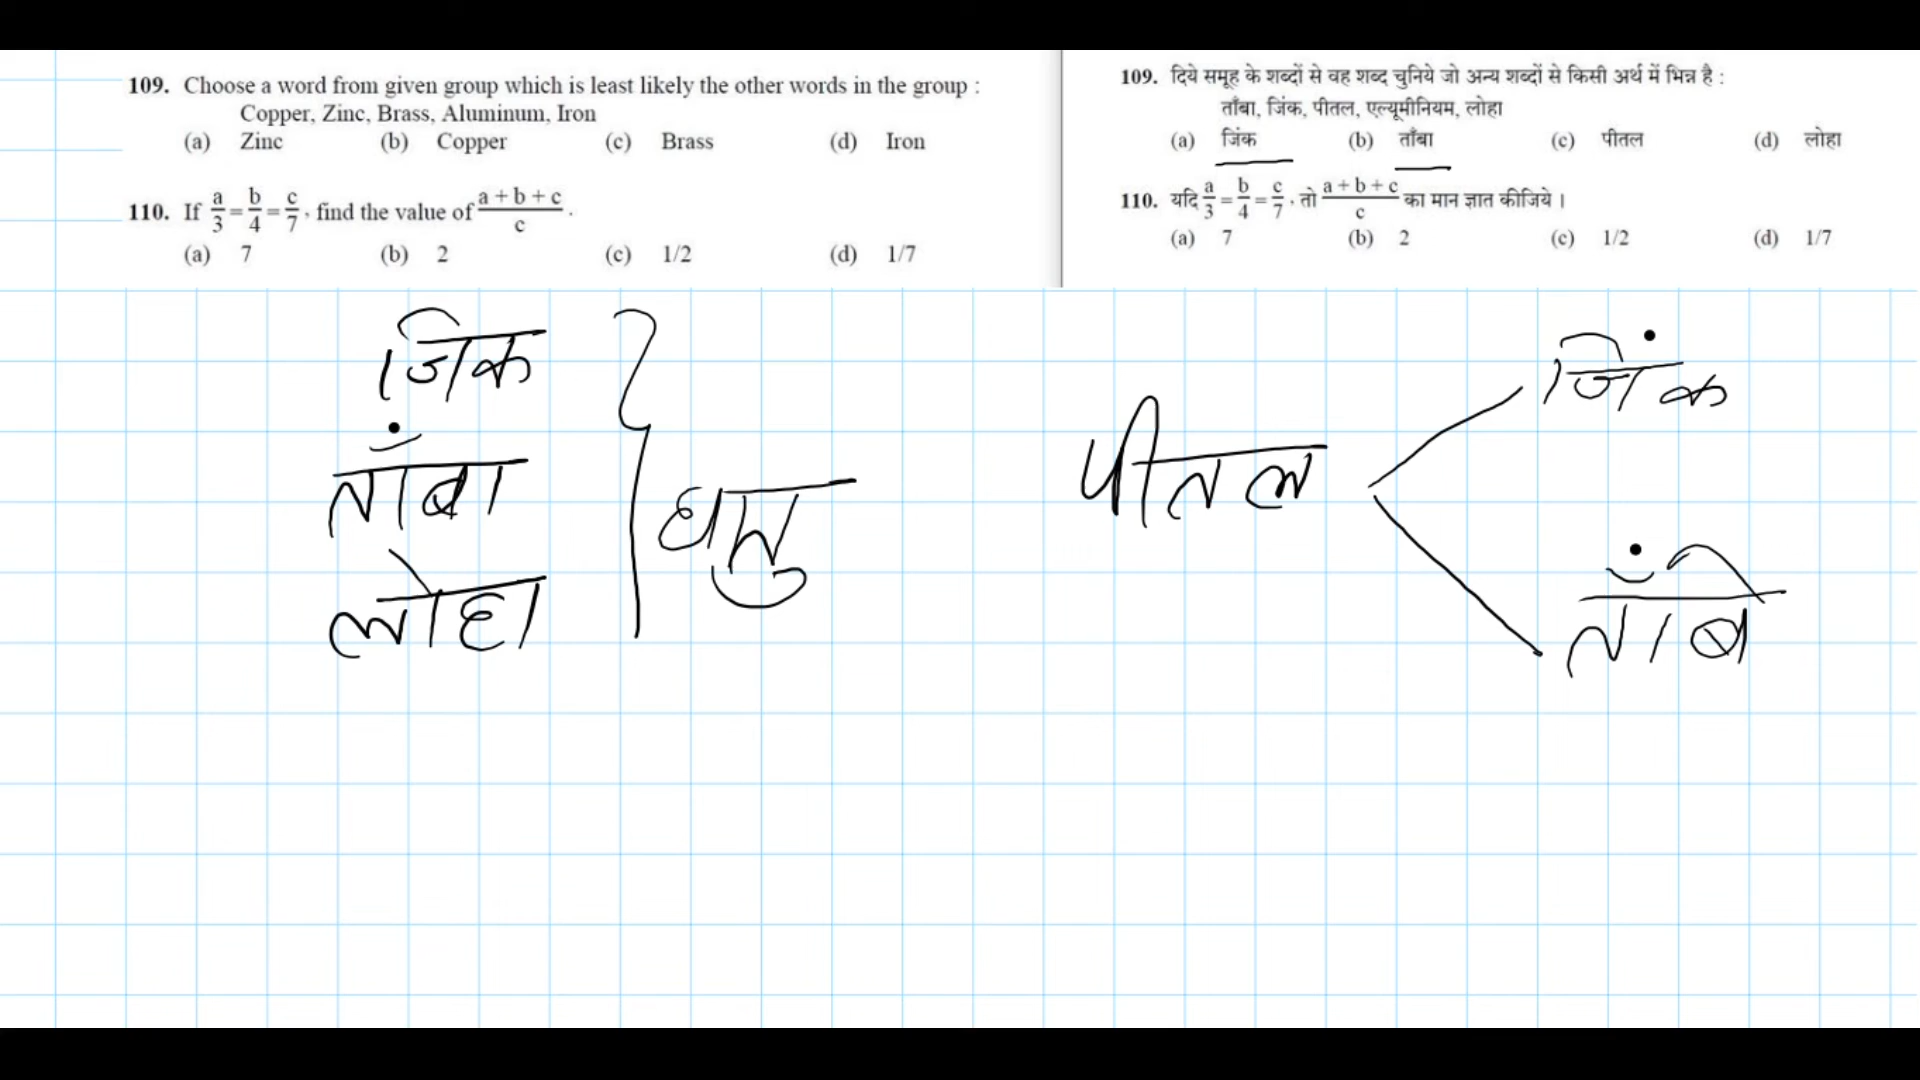 109. Choose a word from given group which is least likely the other words in the group :
Copper, Zinc, Brass, Aluminum, Iron
(a) Zinc (b) Copper (c) Brass (d) Iron
110. If a/3 = b/4 = c/7, find the value of (a + b + c)/c.
(a) 7 (b) 2 (c) 1/2 (d) 1/7
109. दिये समूह के शब्दों से वह शब्द चुनिये जो अन्य शब्दों से किसी अर्थ में भिन्न है :
ताँबा, जिंक, पीतल, एल्यूमीनियम, लोहा
(a) जिंक (b) ताँबा (c) पीतल (d) लोहा
110. यदि a/3 = b/4 = c/7, तो (a + b + c)/c का मान ज्ञात कीजिये।
(a) 7 (b) 2 (c) 1/2 (d) 1/7
जिक
ताँबा
लोहा
धातु
पीतल
जिंक
ताँबे